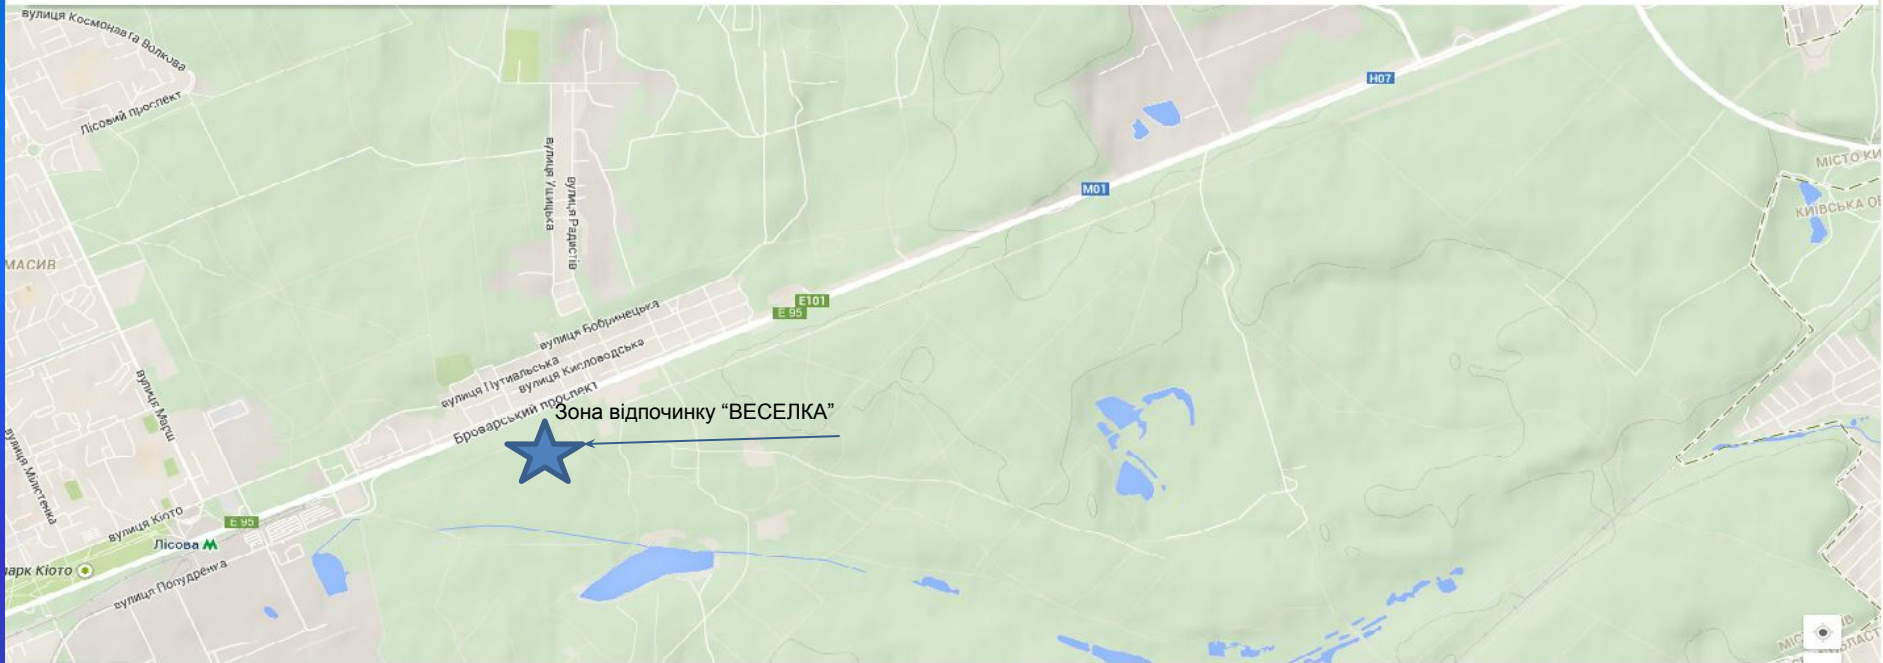 вулиця Космонавта Волкова
Лісовий проспект
H07
вулиця Ушицька
вулиця Радистів
M01
МІСТО КИ
КИЇВСЬКА ОБ
МАСИВ
E101
E 95
вулиця Бобринецька
вулиця Путивльська
вулиця Кисловодська
Броварський проспект
Зона відпочинку “ВЕСЕЛКА”
вулиця Марш
вулиця Мілютенка
вулиця Кіото
E 95
Лісова
парк Кіото
вулиця Попудренка